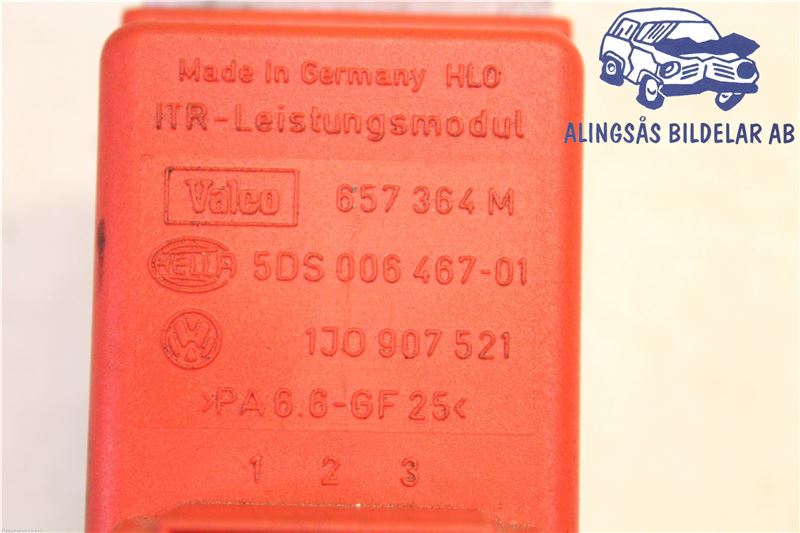 Made In Germany HLO
ITR-Leistungsmodul
Valeo 657 364 M
HELLA 5DS 006 467-01
VW 1J0 907 521
>PA 6.6-GF 25<
1 2 3
ALINGSÅS BILDELAR AB